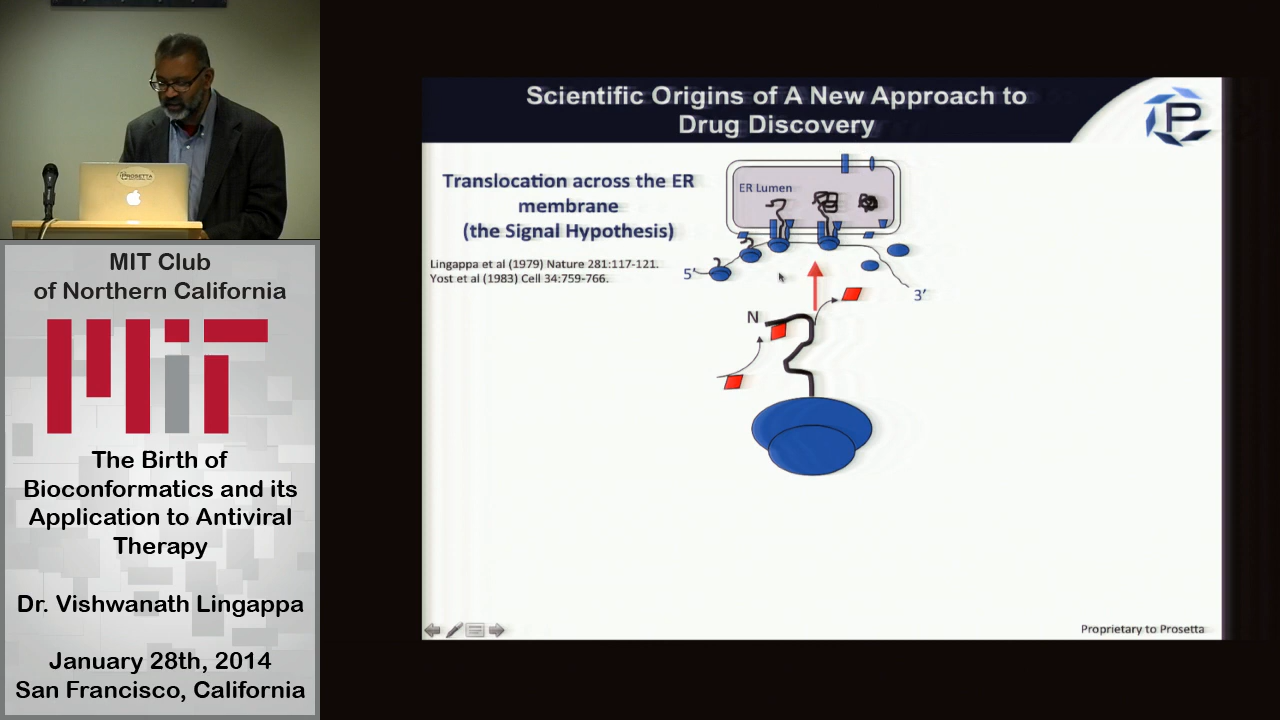 Scientific Origins of A New Approach to
Drug Discovery
P
Translocation across the ER
membrane
(the Signal Hypothesis)
Lingappa et al (1979) Nature 281:117-121.
Yost et al (1983) Cell 34:759-766.
ER Lumen
5'
3'
N
Proprietary to Prosetta
PROSETTA
MIT Club
of Northern California
MIT
The Birth of
Bioconformatics and its
Application to Antiviral
Therapy
Dr. Vishwanath Lingappa
January 28th, 2014
San Francisco, California